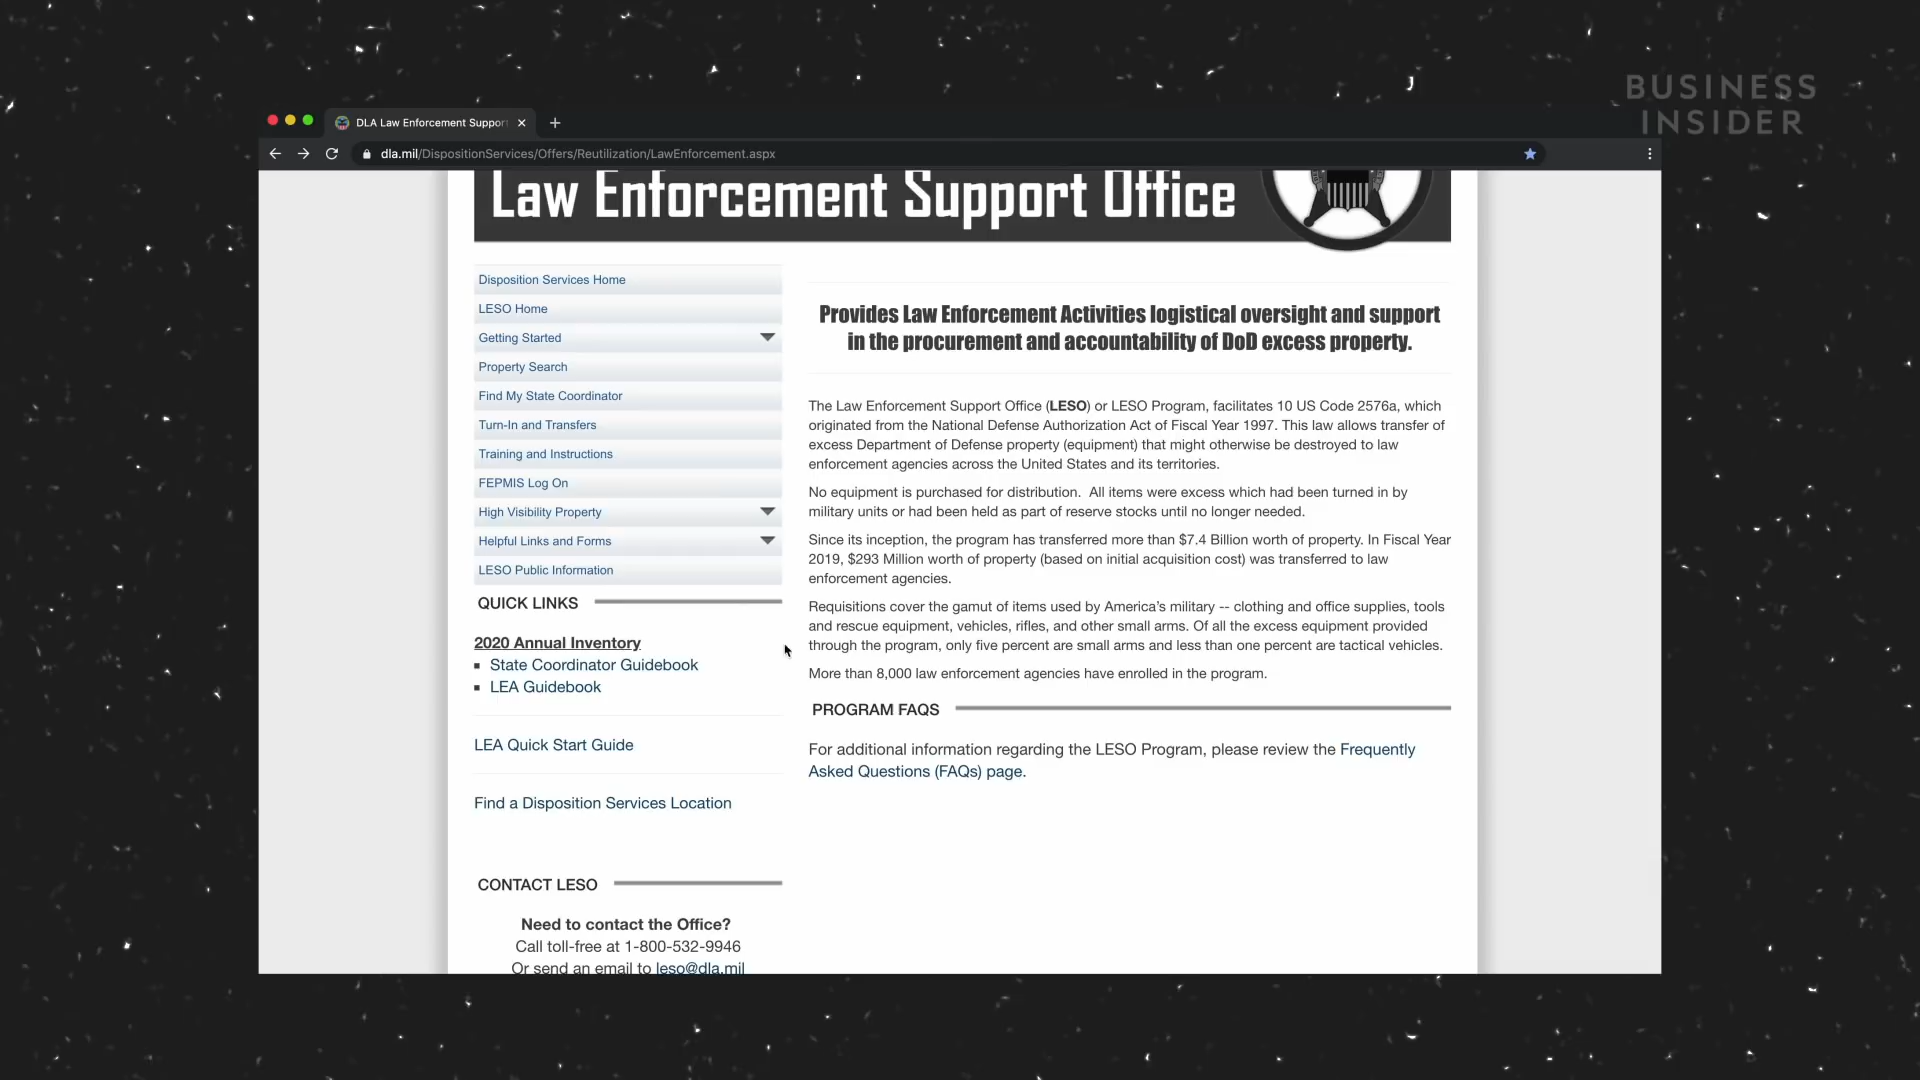 BUSINESS
INSIDER
DLA Law Enforcement Suppor
dla.mil/DispositionServices/Offers/Reutilization/LawEnforcement.aspx
Law Enforcement Support Office
Disposition Services Home
LESO Home
Getting Started
Property Search
Find My State Coordinator
Turn-In and Transfers
Training and Instructions
FEPMIS Log On
High Visibility Property
Helpful Links and Forms
LESO Public Information
QUICK LINKS
2020 Annual Inventory
State Coordinator Guidebook
LEA Guidebook
LEA Quick Start Guide
Find a Disposition Services Location
CONTACT LESO
Need to contact the Office?
Call toll-free at 1-800-532-9946
Or send an email to leso@dla.mil
Provides Law Enforcement Activities logistical oversight and support
in the procurement and accountability of DoD excess property.
The Law Enforcement Support Office (LESO) or LESO Program, facilitates 10 US Code 2576a, which
originated from the National Defense Authorization Act of Fiscal Year 1997. This law allows transfer of
excess Department of Defense property (equipment) that might otherwise be destroyed to law
enforcement agencies across the United States and its territories.
No equipment is purchased for distribution.  All items were excess which had been turned in by
military units or had been held as part of reserve stocks until no longer needed.
Since its inception, the program has transferred more than $7.4 Billion worth of property. In Fiscal Year
2019, $293 Million worth of property (based on initial acquisition cost) was transferred to law
enforcement agencies.
Requisitions cover the gamut of items used by America's military -- clothing and office supplies, tools
and rescue equipment, vehicles, rifles, and other small arms. Of all the excess equipment provided
through the program, only five percent are small arms and less than one percent are tactical vehicles.
More than 8,000 law enforcement agencies have enrolled in the program.
PROGRAM FAQS
For additional information regarding the LESO Program, please review the Frequently
Asked Questions (FAQs) page.